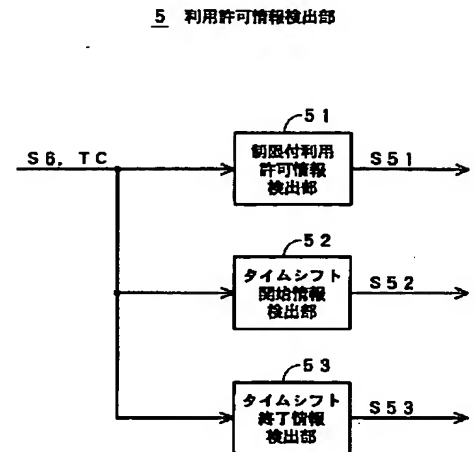 5 利用許可情報検出部
51
S6, TC
制限付利用
許可情報
検出部
S51
52
タイムシフト
開始情報
検出部
S52
53
タイムシフト
終了情報
検出部
S53